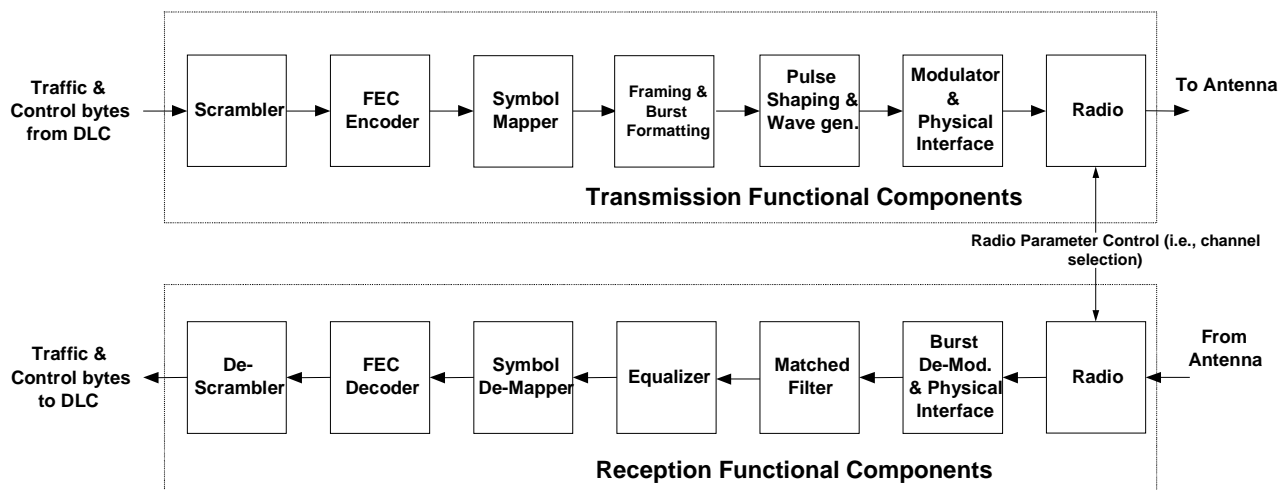 Traffic &
Control bytes
from DLC
Scrambler
FEC
Encoder
Symbol
Mapper
Framing &
Burst
Formatting
Pulse
Shaping &
Wave gen.
Modulator
&
Physical
Interface
Radio
To Antenna
Transmission Functional Components
Radio Parameter Control (i.e., channel
selection)
Traffic &
Control bytes
to DLC
De-
Scrambler
FEC
Decoder
Symbol
De-Mapper
Equalizer
Matched
Filter
Burst
De-Mod.
& Physical
Interface
Radio
From
Antenna
Reception Functional Components